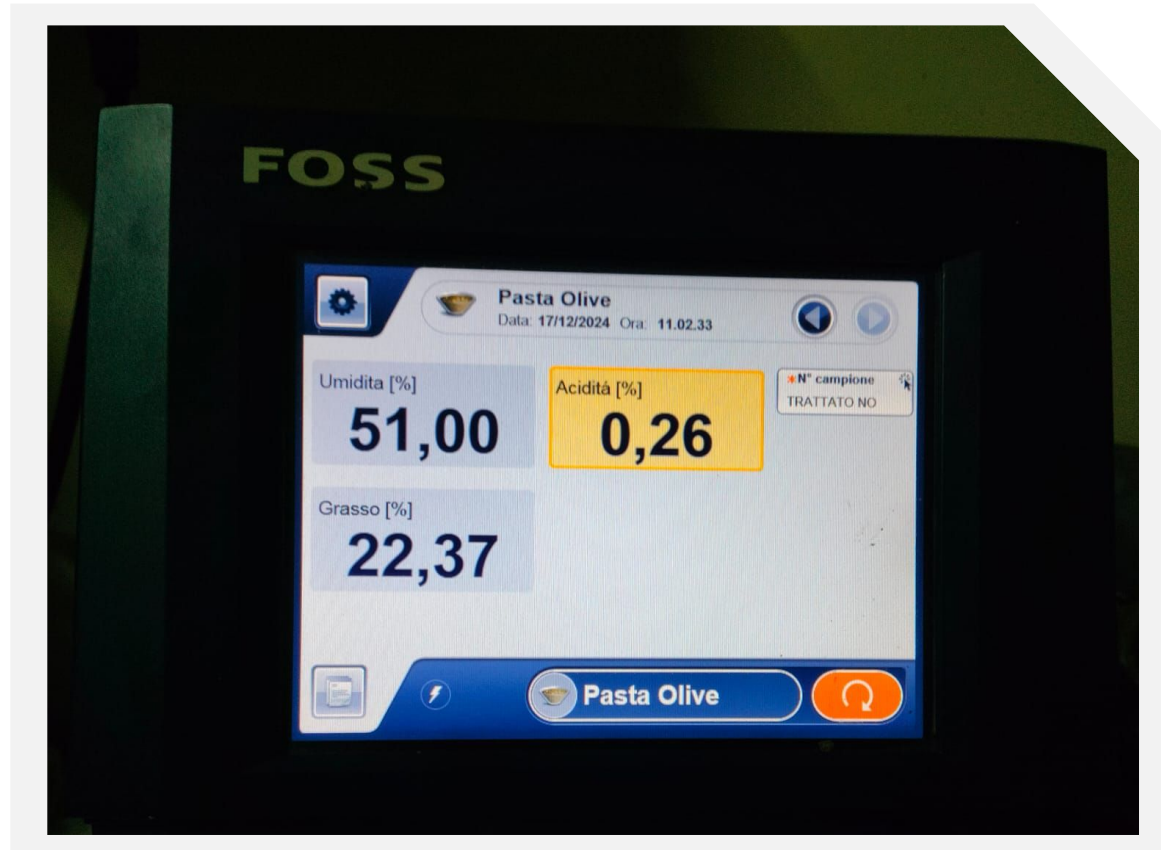 FOSS
Pasta Olive
Data: 17/12/2024 Ora: 11.02.33
Umidita [%]
51,00
Aciditá [%]
0,26
*N° campione
TRATTATO NO
Grasso [%]
22,37
Pasta Olive